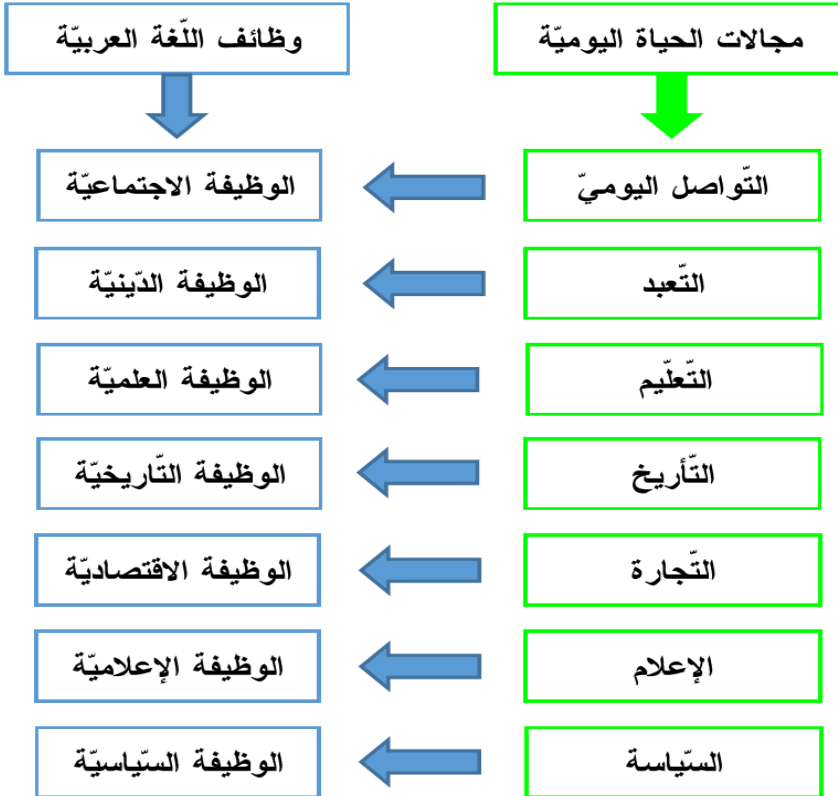 مجالات الحياة اليوميّة
وظائف اللّغة العربيّة
التّواصل اليوميّ
الوظيفة الاجتماعيّة
التّعبد
الوظيفة الدّينيّة
التّعلّيم
الوظيفة العلميّة
التّأريخ
الوظيفة التّاريخيّة
التّجارة
الوظيفة الاقتصاديّة
الإعلام
الوظيفة الإعلاميّة
السّياسة
الوظيفة السّياسيّة